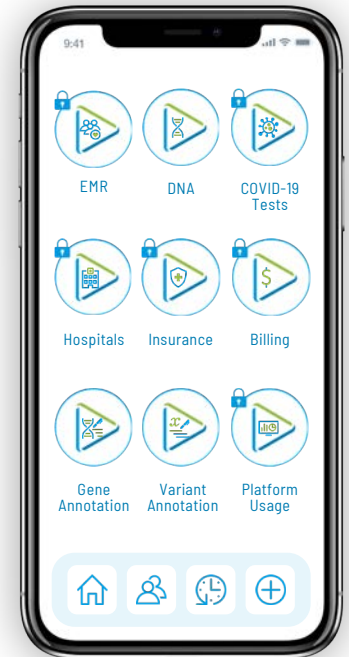 9:41
EMR
DNA
COVID-19
Tests
Hospitals
Insurance
Billing
$
Gene
Annotation
x
Variant
Annotation
Platform
Usage